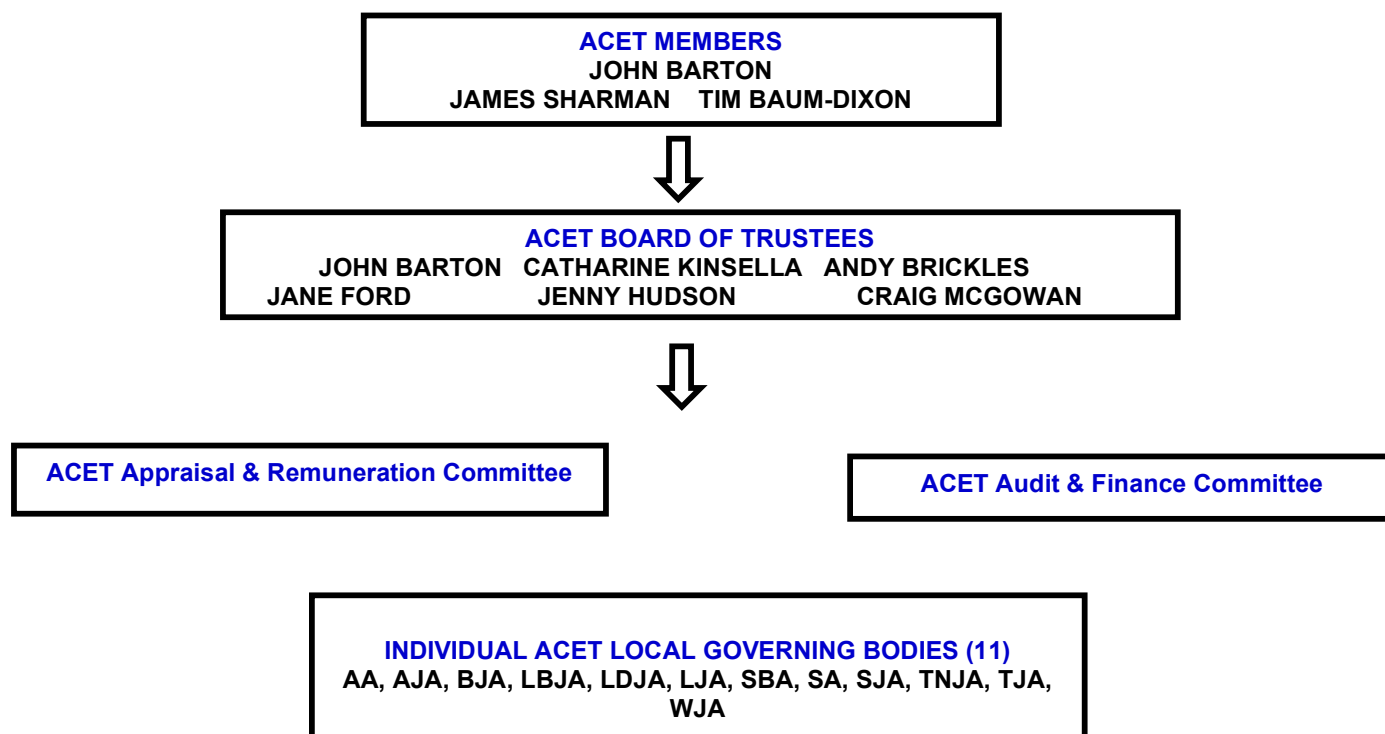 ACET MEMBERS
JOHN BARTON
JAMES SHARMAN TIM BAUM-DIXON
ACET BOARD OF TRUSTEES
JOHN BARTON CATHARINE KINSELLA ANDY BRICKLES
JANE FORD JENNY HUDSON CRAIG MCGOWAN
ACET Appraisal & Remuneration Committee
ACET Audit & Finance Committee
INDIVIDUAL ACET LOCAL GOVERNING BODIES (11)
AA, AJA, BJA, LBJA, LDJA, LJA, SBA, SA, SJA, TNJA, TJA,
WJA